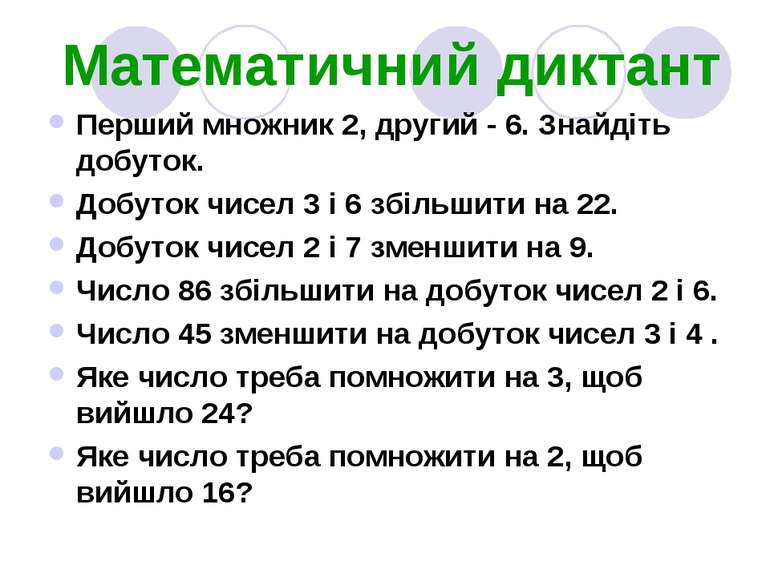 Математичний диктант
Перший множник 2, другий - 6. Знайдіть
добуток.
Добуток чисел 3 і 6 збільшити на 22.
Добуток чисел 2 і 7 зменшити на 9.
Число 86 збільшити на добуток чисел 2 і 6.
Число 45 зменшити на добуток чисел 3 і 4 .
Яке число треба помножити на 3, щоб
вийшло 24?
Яке число треба помножити на 2, щоб
вийшло 16?